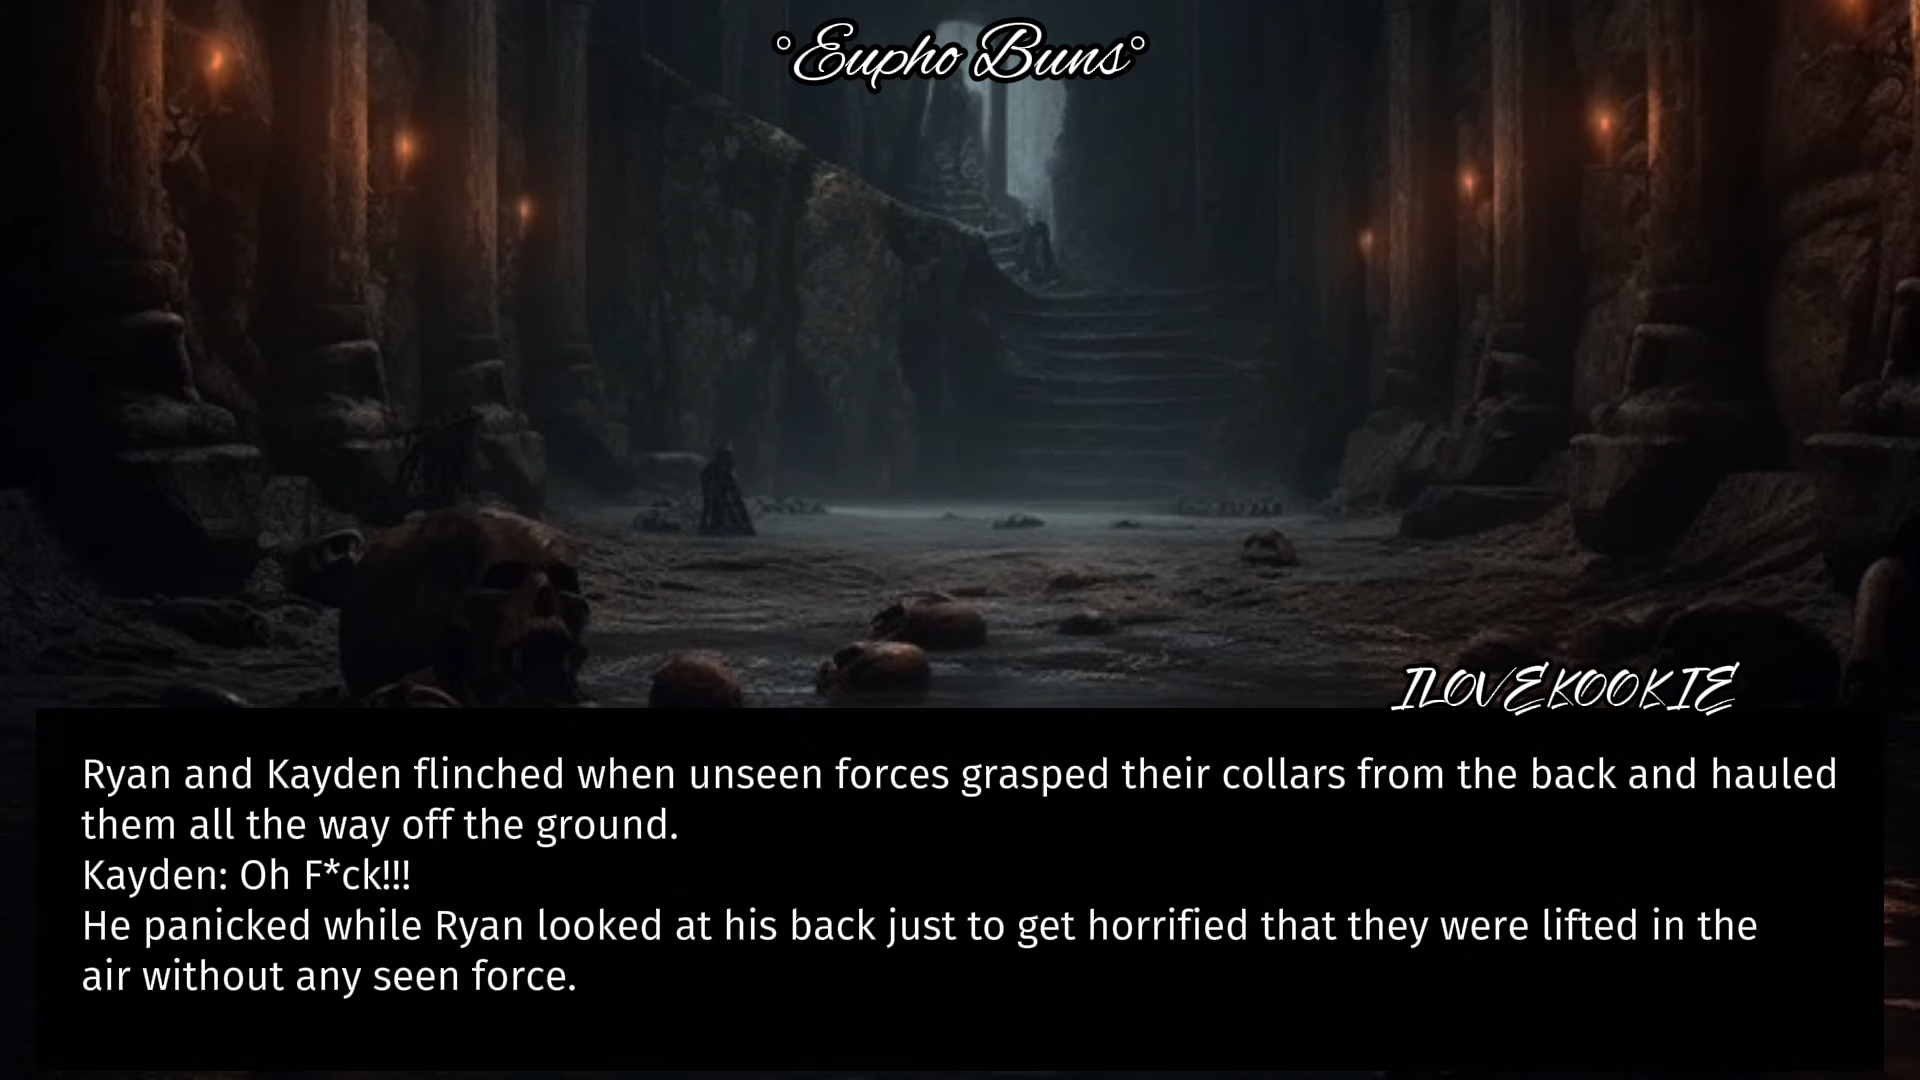 °Eupho Buns°
ILOVEKOOKIE
Ryan and Kayden flinched when unseen forces grasped their collars from the back and hauled
them all the way off the ground.
Kayden: Oh F*ck!!!
He panicked while Ryan looked at his back just to get horrified that they were lifted in the
air without any seen force.